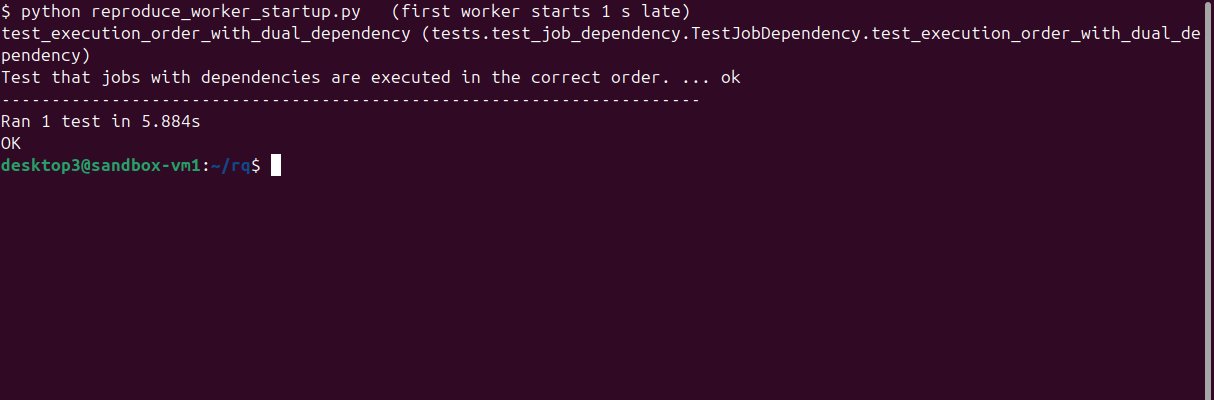 $ python reproduce_worker_startup.py   (first worker starts 1 s late)
test_execution_order_with_dual_dependency (tests.test_job_dependency.TestJobDependency.test_execution_order_with_dual_de
pendency)
Test that jobs with dependencies are executed in the correct order. ... ok
----------------------------------------------------------------------
Ran 1 test in 5.884s
OK
desktop3@sandbox-vm1:~/rq$